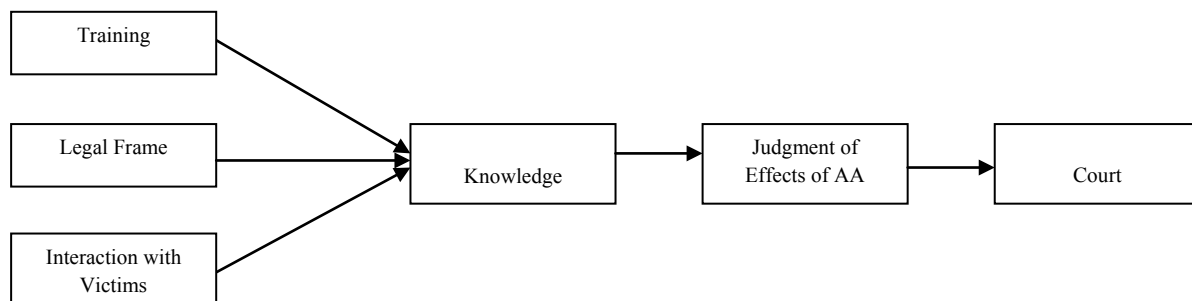 Training
Legal Frame
Interaction with
Victims
Knowledge
Judgment of
Effects of AA
Court